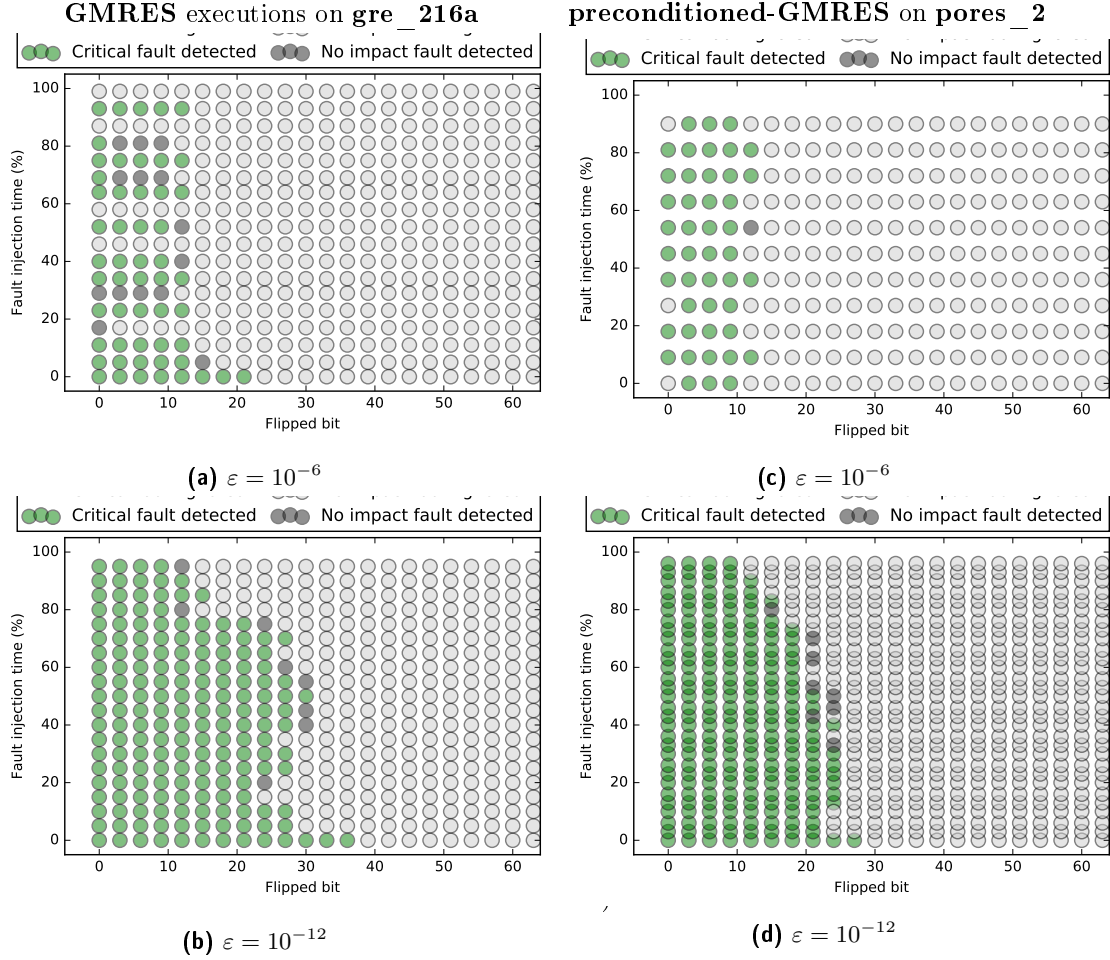 GMRES executions on gre_216a
preconditioned-GMRES on pores_2
Critical fault detected
No impact fault detected
100
80
60
40
20
0
Fault injection time (%)
0 10 20 30 40 50 60
Flipped bit
(a) ε = 10⁻⁶
Critical fault detected
No impact fault detected
100
80
60
40
20
0
Fault injection time (%)
0 10 20 30 40 50 60
Flipped bit
(c) ε = 10⁻⁶
Critical fault detected
No impact fault detected
100
80
60
40
20
0
Fault injection time (%)
0 10 20 30 40 50 60
Flipped bit
(b) ε = 10⁻¹²
Critical fault detected
No impact fault detected
100
80
60
40
20
0
Fault injection time (%)
0 10 20 30 40 50 60
Flipped bit
,
(d) ε = 10⁻¹²